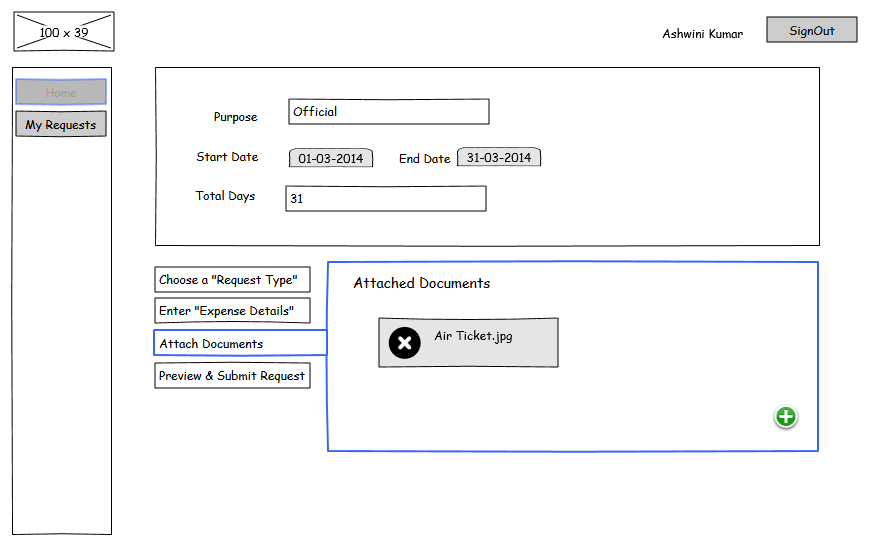 100 x 39
Ashwini Kumar
SignOut
Home
My Requests
Purpose
Official
Start Date
01-03-2014
End Date
31-03-2014
Total Days
31
Choose a "Request Type"
Enter "Expense Details"
Attach Documents
Preview & Submit Request
Attached Documents
Air Ticket.jpg